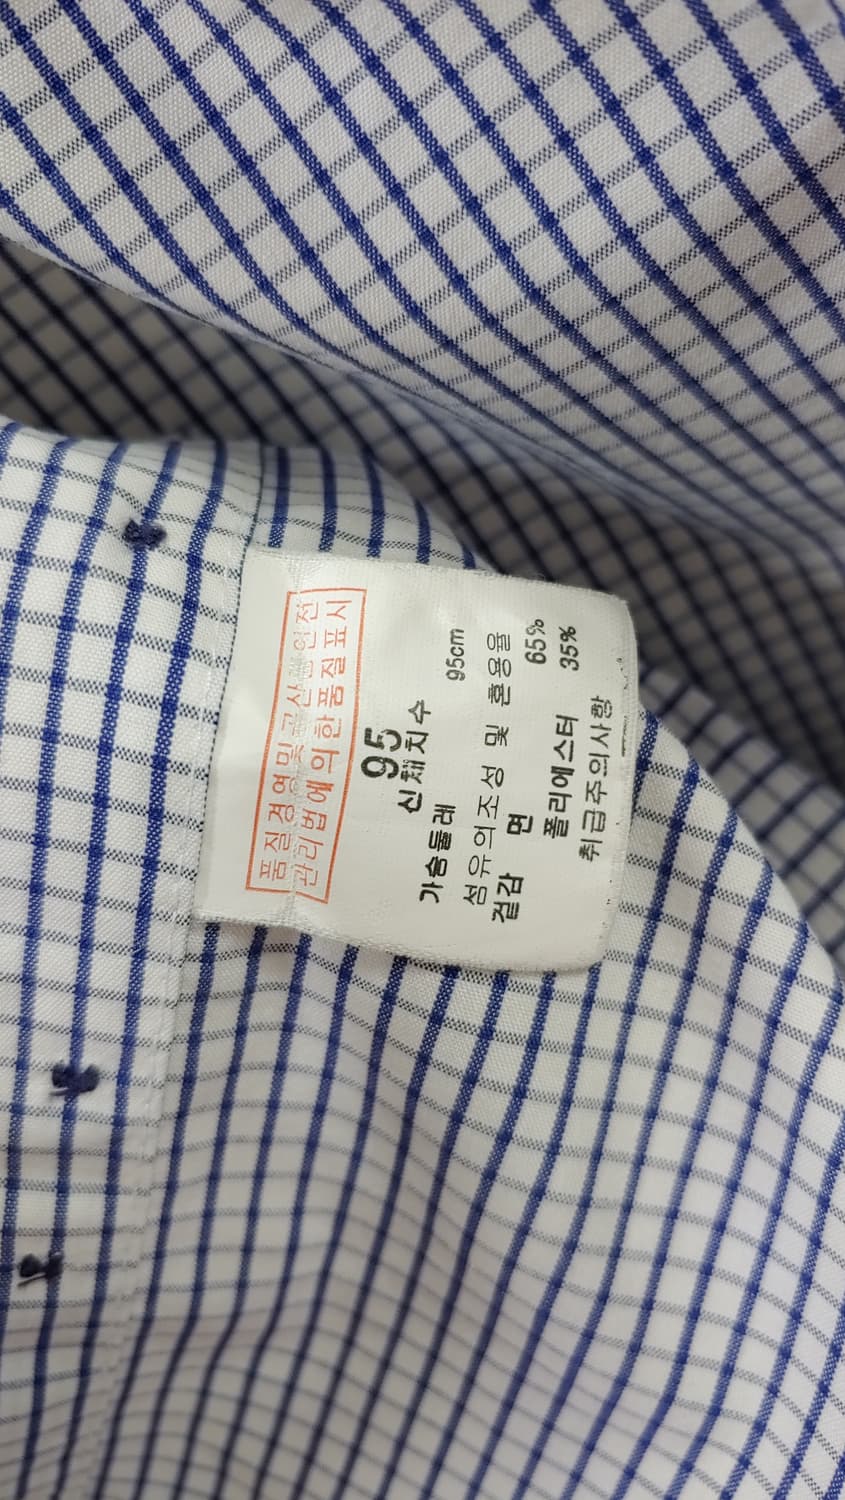 품질경영및공산품안전
관리법에의한품질표시
95
신체치수
가슴둘레 95cm
섬유의조성 및 혼용율
겉감 면 65%
폴리에스터 35%
취급주의사항